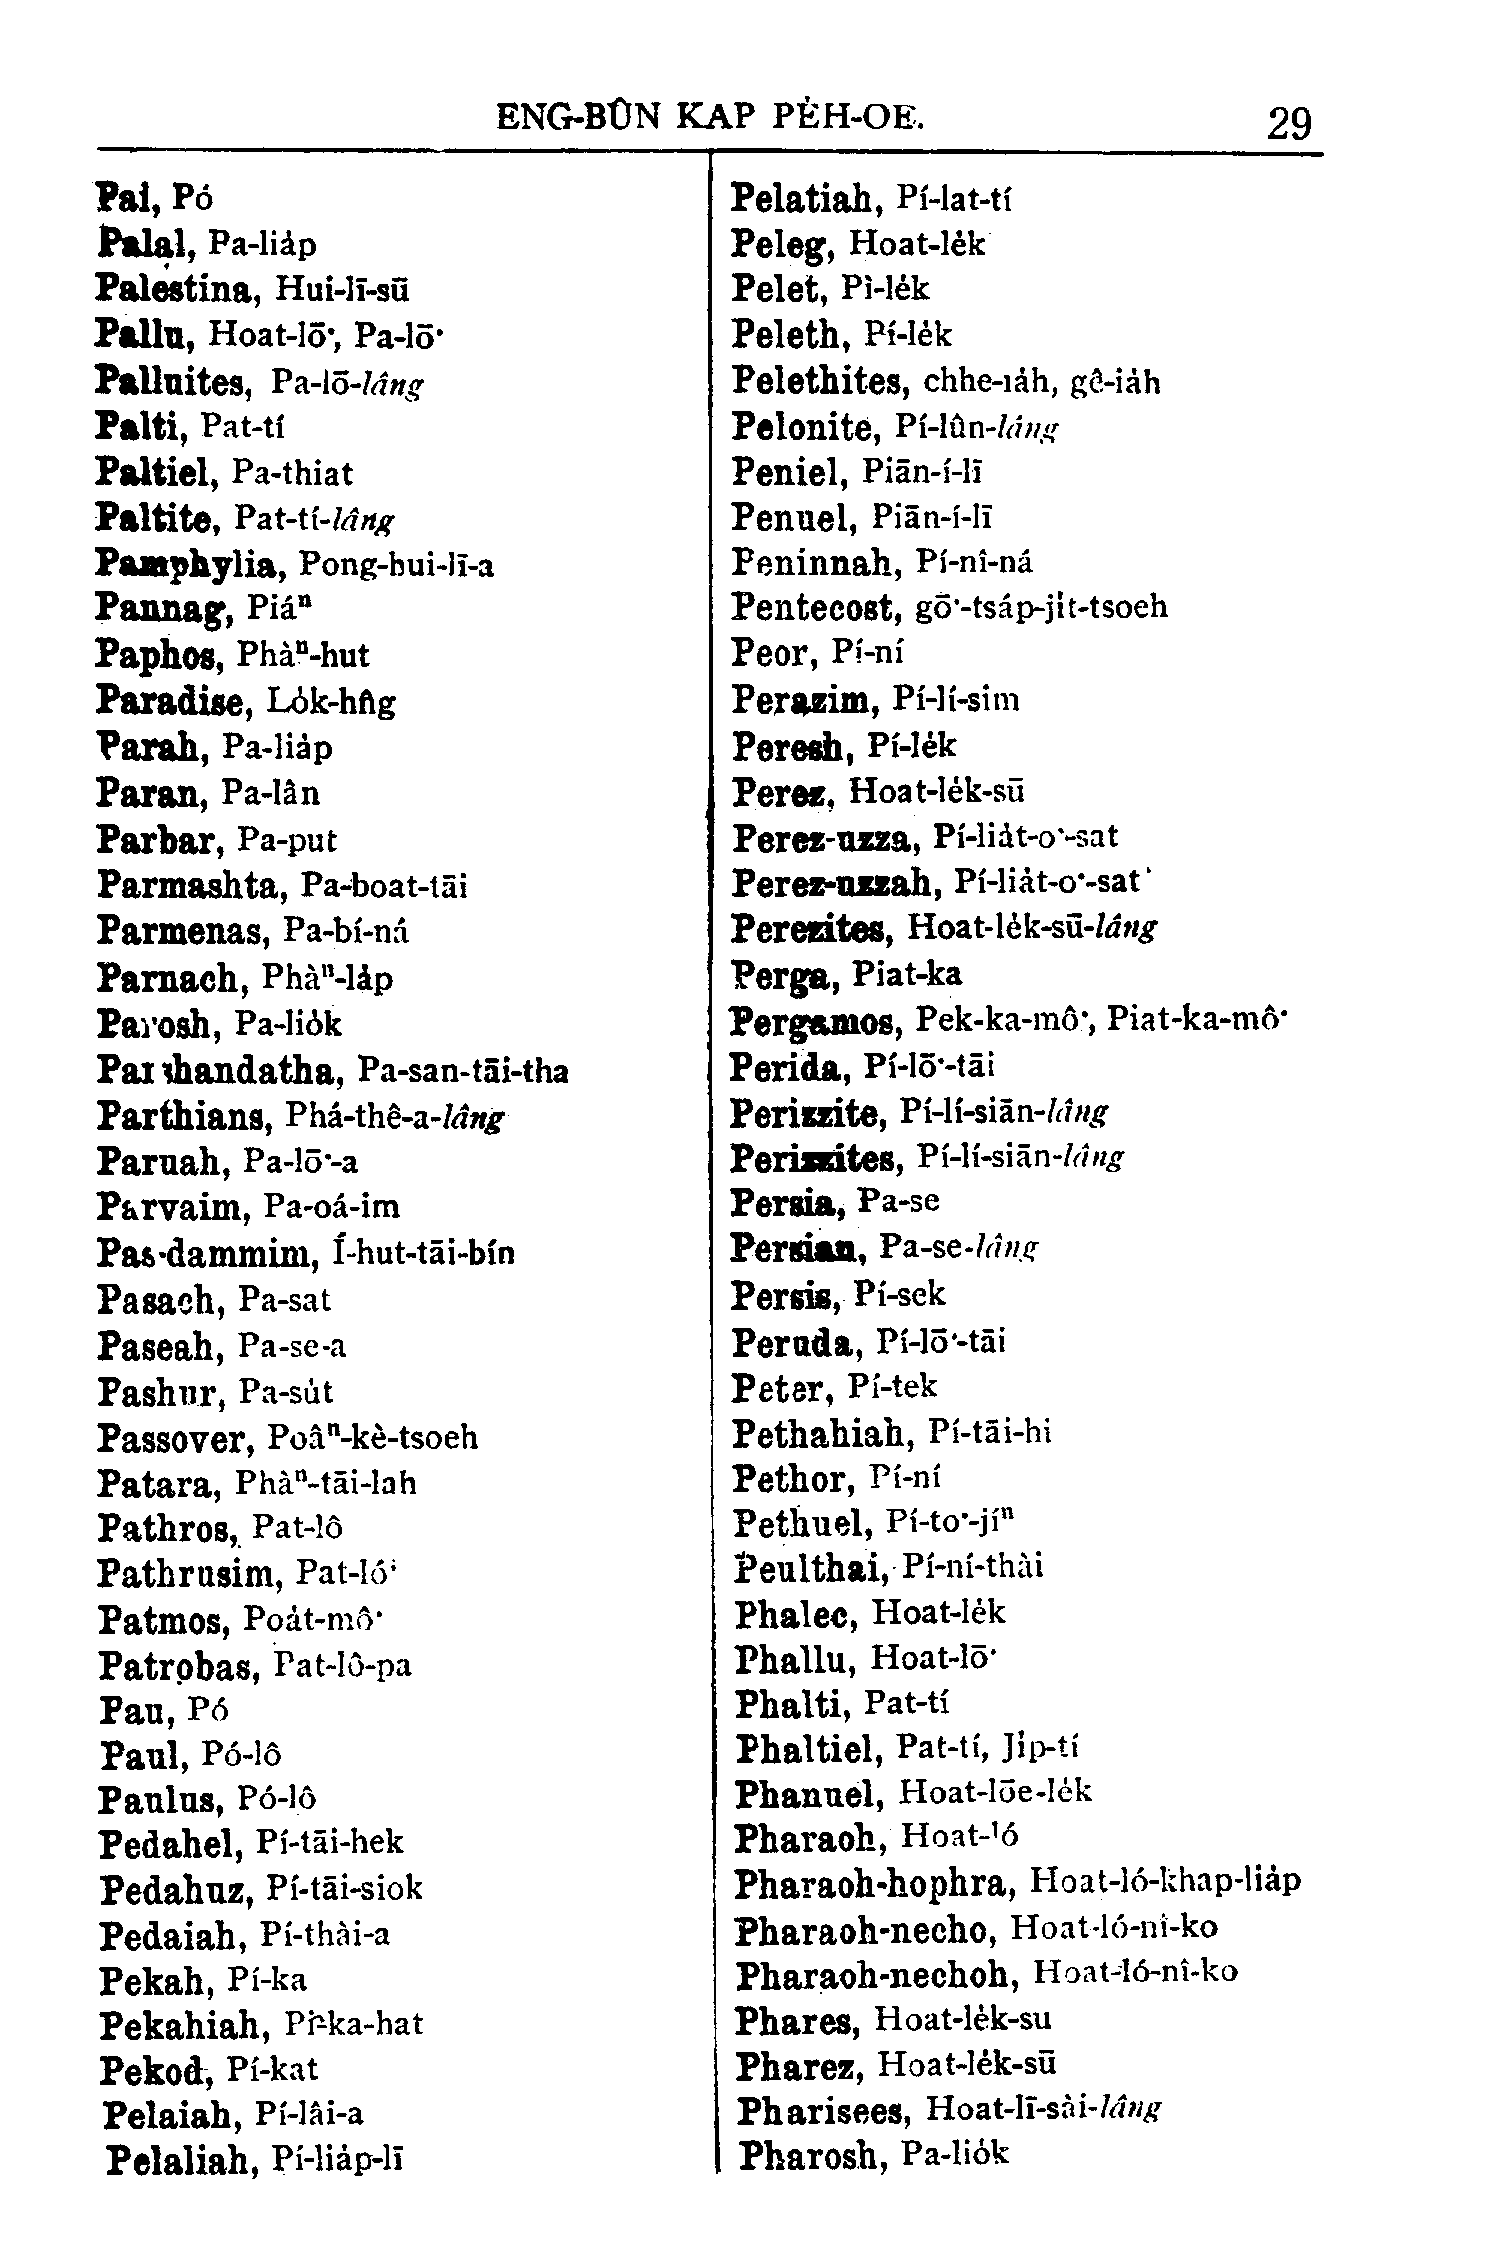 ENG-BÛN KAP PE̍H-OE.
29
Pai, Pó
Palal, Pa-lia̍p
Palestina, Hui-lī-sū
Pallu, Hoat-lō͘, Pa-lō͘
Palluites, Pa-lō-lâng
Palti, Pat-tí
Paltiel, Pa-thiat
Paltite, Pat-tí-lâng
Pamphylia, Pong-hui-lī-a
Pannag, Piáⁿ
Paphos, Phàⁿ-hut
Paradise, Lo̍k-hn̂g
Parah, Pa-lia̍p
Paran, Pa-lân
Parbar, Pa-put
Parmashta, Pa-boat-tāi
Parmenas, Pa-bí-ná
Parnach, Phàⁿ-la̍p
Parosh, Pa-lio̍k
Parshandatha, Pa-san-tāi-tha
Parthians, Phá-thê-a-lâng
Paruah, Pa-lō͘-a
Parvaim, Pa-oá-im
Pas-dammim, Í-hut-tāi-bín
Pasach, Pa-sat
Paseah, Pa-se-a
Pashur, Pa-su̍t
Passover, Poâⁿ-kè-tsoeh
Patara, Phàⁿ-tāi-lah
Pathros, Pat-lô
Pathrusim, Pat-ló͘
Patmos, Poa̍t-mô͘
Patrobas, Pat-lô-pa
Pau, Pó
Paul, Pó-lô
Paulus, Pó-lô
Pedahel, Pí-tāi-hek
Pedahuz, Pí-tāi-siok
Pedaiah, Pí-thài-a
Pekah, Pí-ka
Pekahiah, Pí-ka-hat
Pekod, Pí-kat
Pelaiah, Pí-lâi-a
Pelaliah, Pí-lia̍p-lī
Pelatiah, Pí-lat-tí
Peleg, Hoat-le̍k
Pelet, Pì-le̍k
Peleth, Pí-le̍k
Pelethites, chhe-ia̍h, gê-ia̍h
Pelonite, Pí-lûn-lâng
Peniel, Piān-í-lī
Penuel, Piān-í-lī
Peninnah, Pí-nî-ná
Pentecost, gō͘-tsa̍p-ji̍t-tsoeh
Peor, Pí-ní
Perazim, Pí-lí-sim
Peresh, Pí-le̍k
Perez, Hoat-le̍k-sū
Perez-uzza, Pí-lia̍t-o͘-sat
Perez-uzzah, Pí-lia̍t-o͘-sat
Perezites, Hoat-le̍k-sū-lâng
Perga, Piat-ka
Pergamos, Pek-ka-mô͘, Piat-ka-mô͘
Perida, Pí-lō͘-tāi
Perizzite, Pí-lí-siān-lâng
Perizzites, Pí-lí-siān-lâng
Persia, Pa-se
Persian, Pa-se-lâng
Persis, Pí-sek
Peruda, Pí-lō͘-tāi
Peter, Pí-tek
Pethahiah, Pí-tāi-hi
Pethor, Pí-ní
Pethuel, Pí-to͘-jíⁿ
Peulthai, Pí-ní-thài
Phalec, Hoat-le̍k
Phallu, Hoat-lō͘
Phalti, Pat-tí
Phaltiel, Pat-tí, Ji̍p-tí
Phanuel, Hoat-lōe-le̍k
Pharaoh, Hoat-ló
Pharaoh-hophra, Hoat-ló-khap-lia̍p
Pharaoh-necho, Hoat-ló-nî-ko
Pharaoh-nechoh, Hoat-ló-nî-ko
Phares, Hoat-le̍k-su
Pharez, Hoat-le̍k-sū
Pharisees, Hoat-lī-sài-lâng
Pharosh, Pa-lio̍k